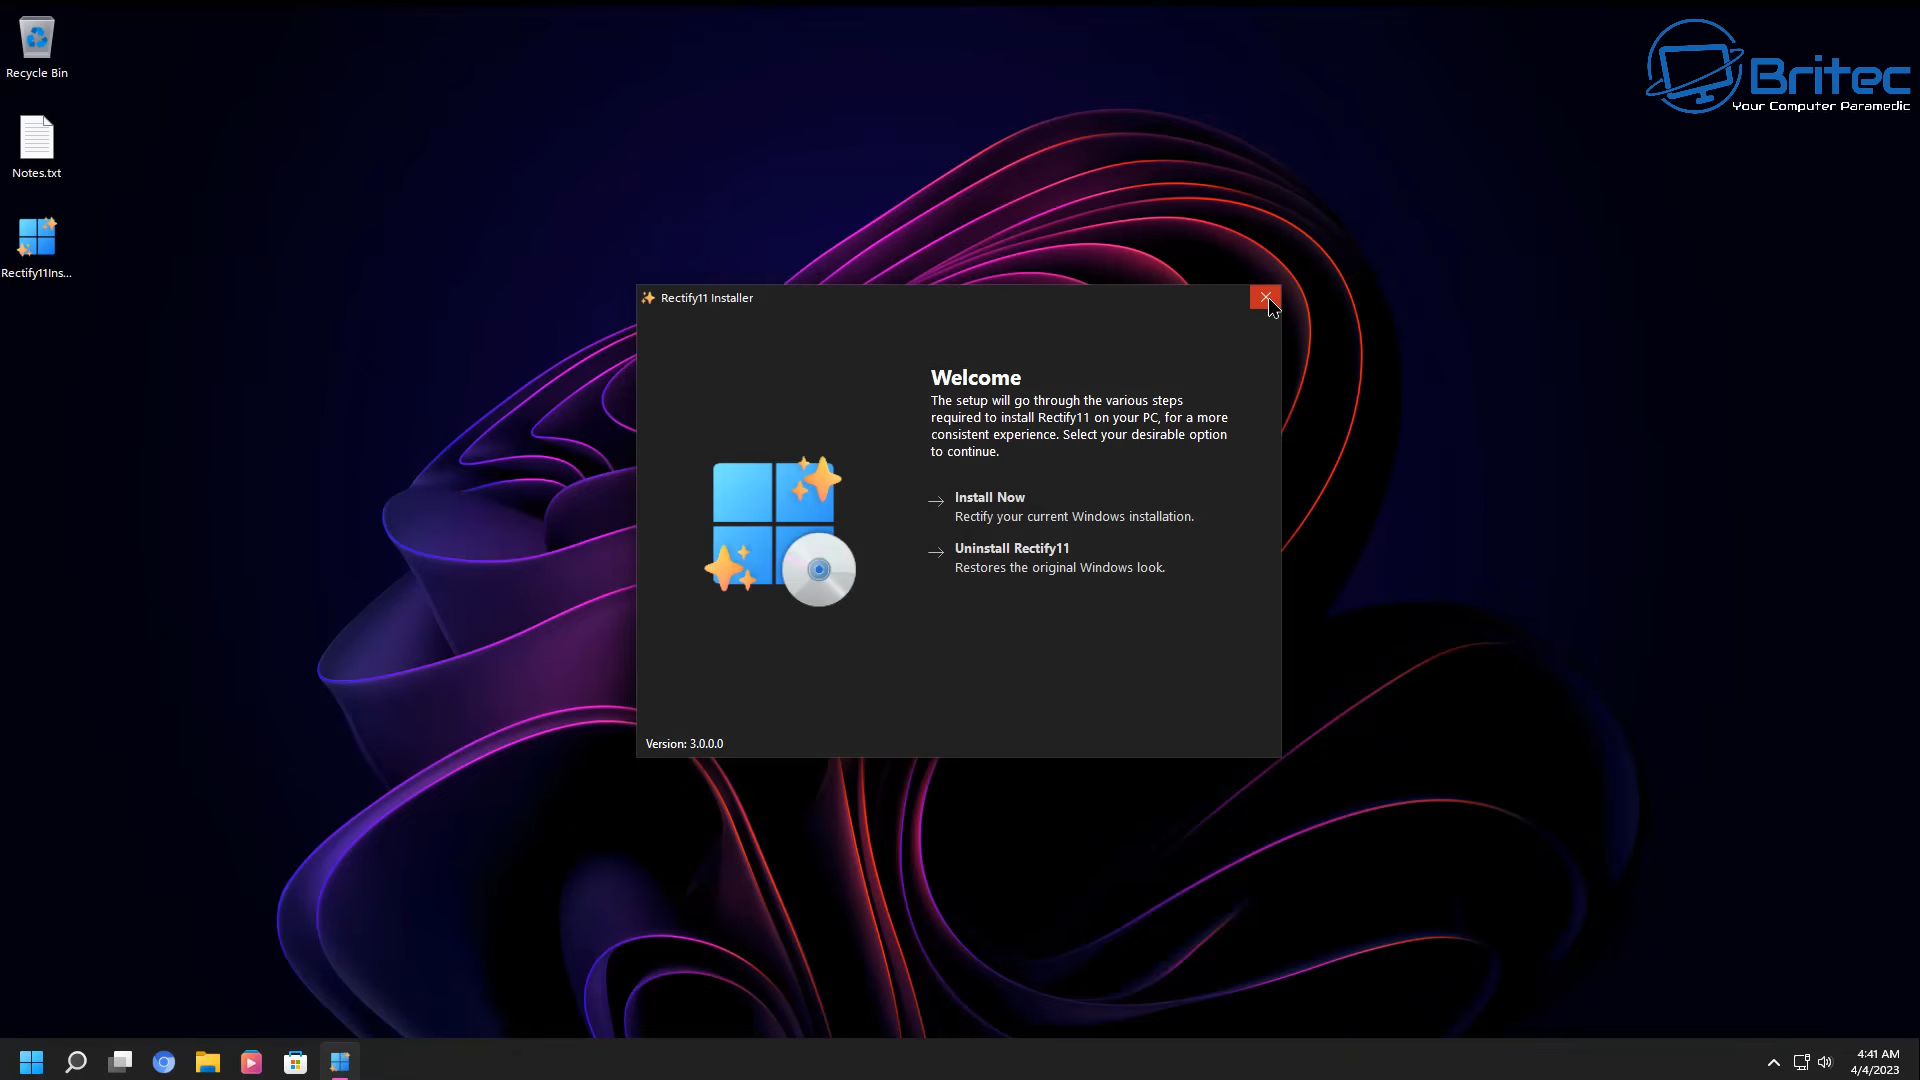 Recycle Bin
Notes.txt
Rectify11Ins...
Britec
Your Computer Paramedic
Rectify11 Installer
Welcome
The setup will go through the various steps
required to install Rectify11 on your PC, for a more
consistent experience. Select your desirable option
to continue.
Install Now
Rectify your current Windows installation.
Uninstall Rectify11
Restores the original Windows look.
Version: 3.0.0.0
4:41 AM
4/4/2023